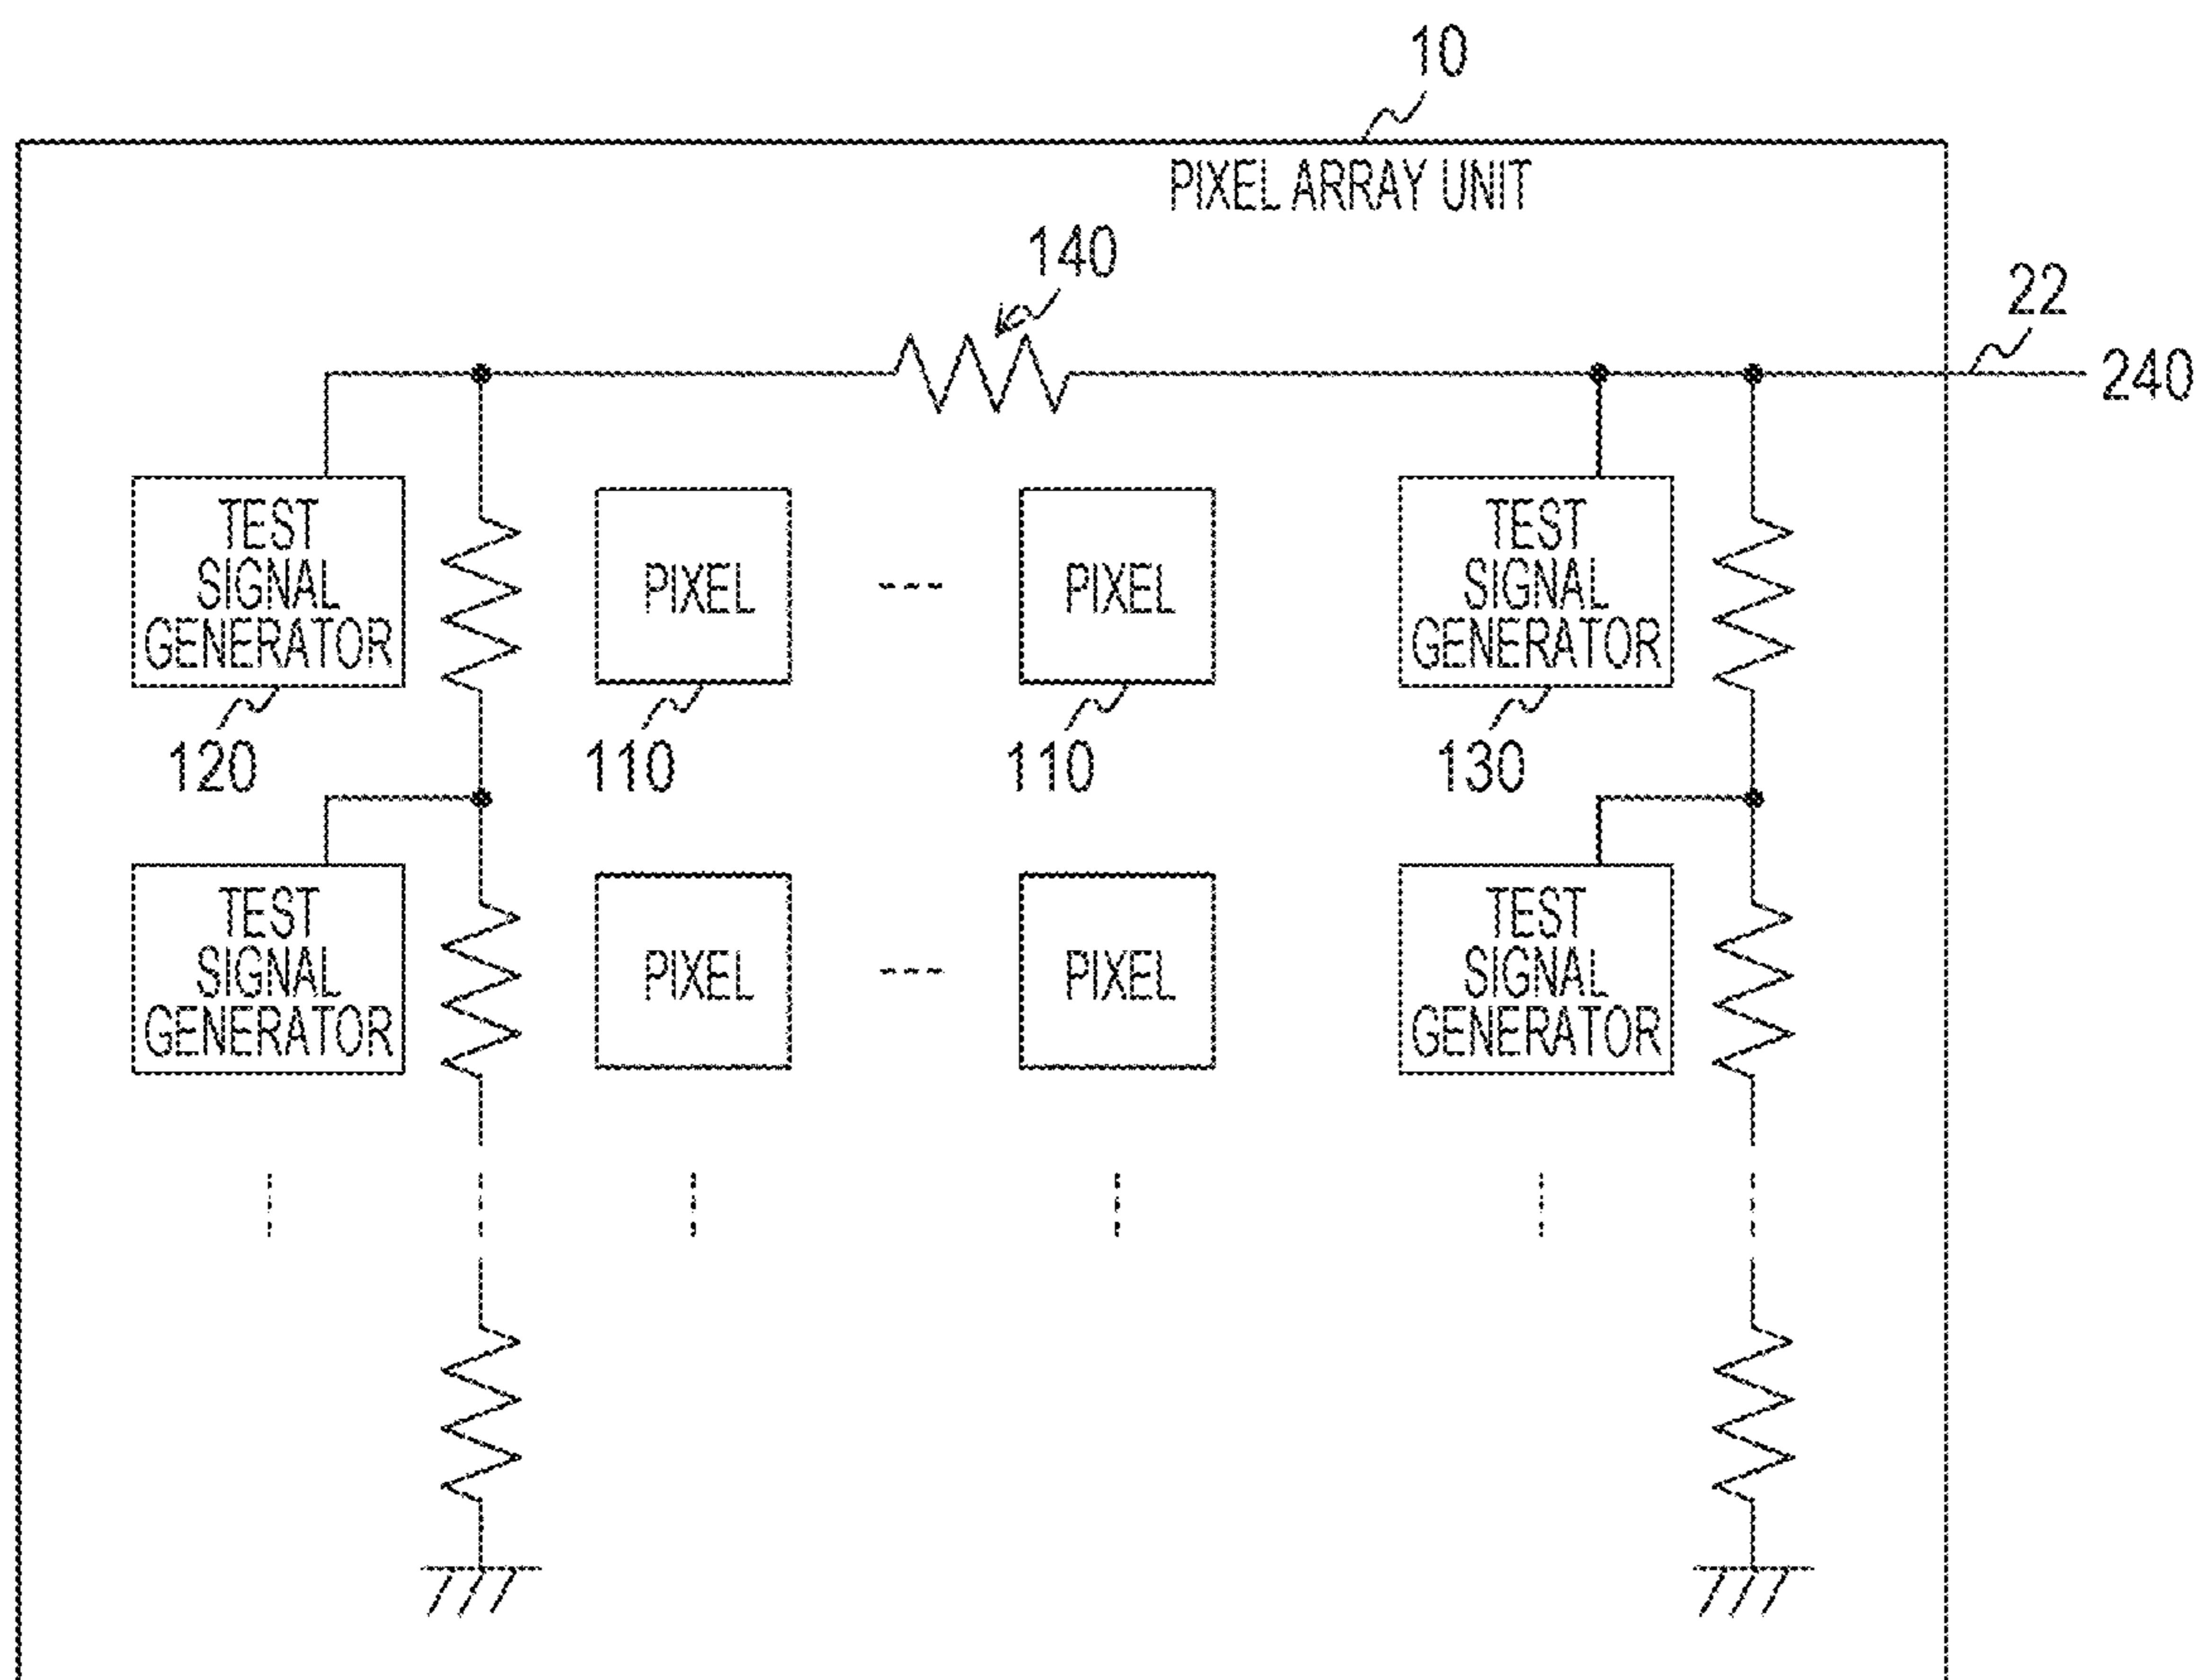 10
PIXEL ARRAY UNIT
140
22
240
TEST
SIGNAL
GENERATOR
PIXEL
PIXEL
TEST
SIGNAL
GENERATOR
120
110
110
130
TEST
SIGNAL
GENERATOR
PIXEL
PIXEL
TEST
SIGNAL
GENERATOR